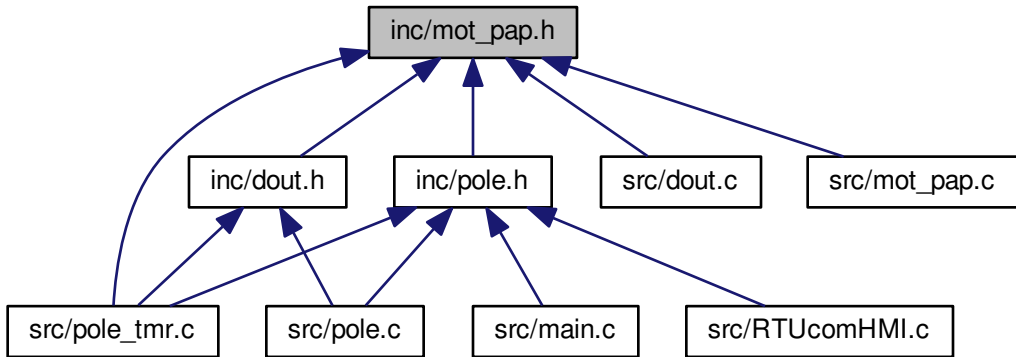 inc/mot_pap.h
inc/dout.h
inc/pole.h
src/dout.c
src/mot_pap.c
src/pole_tmr.c
src/pole.c
src/main.c
src/RTUcomHMI.c